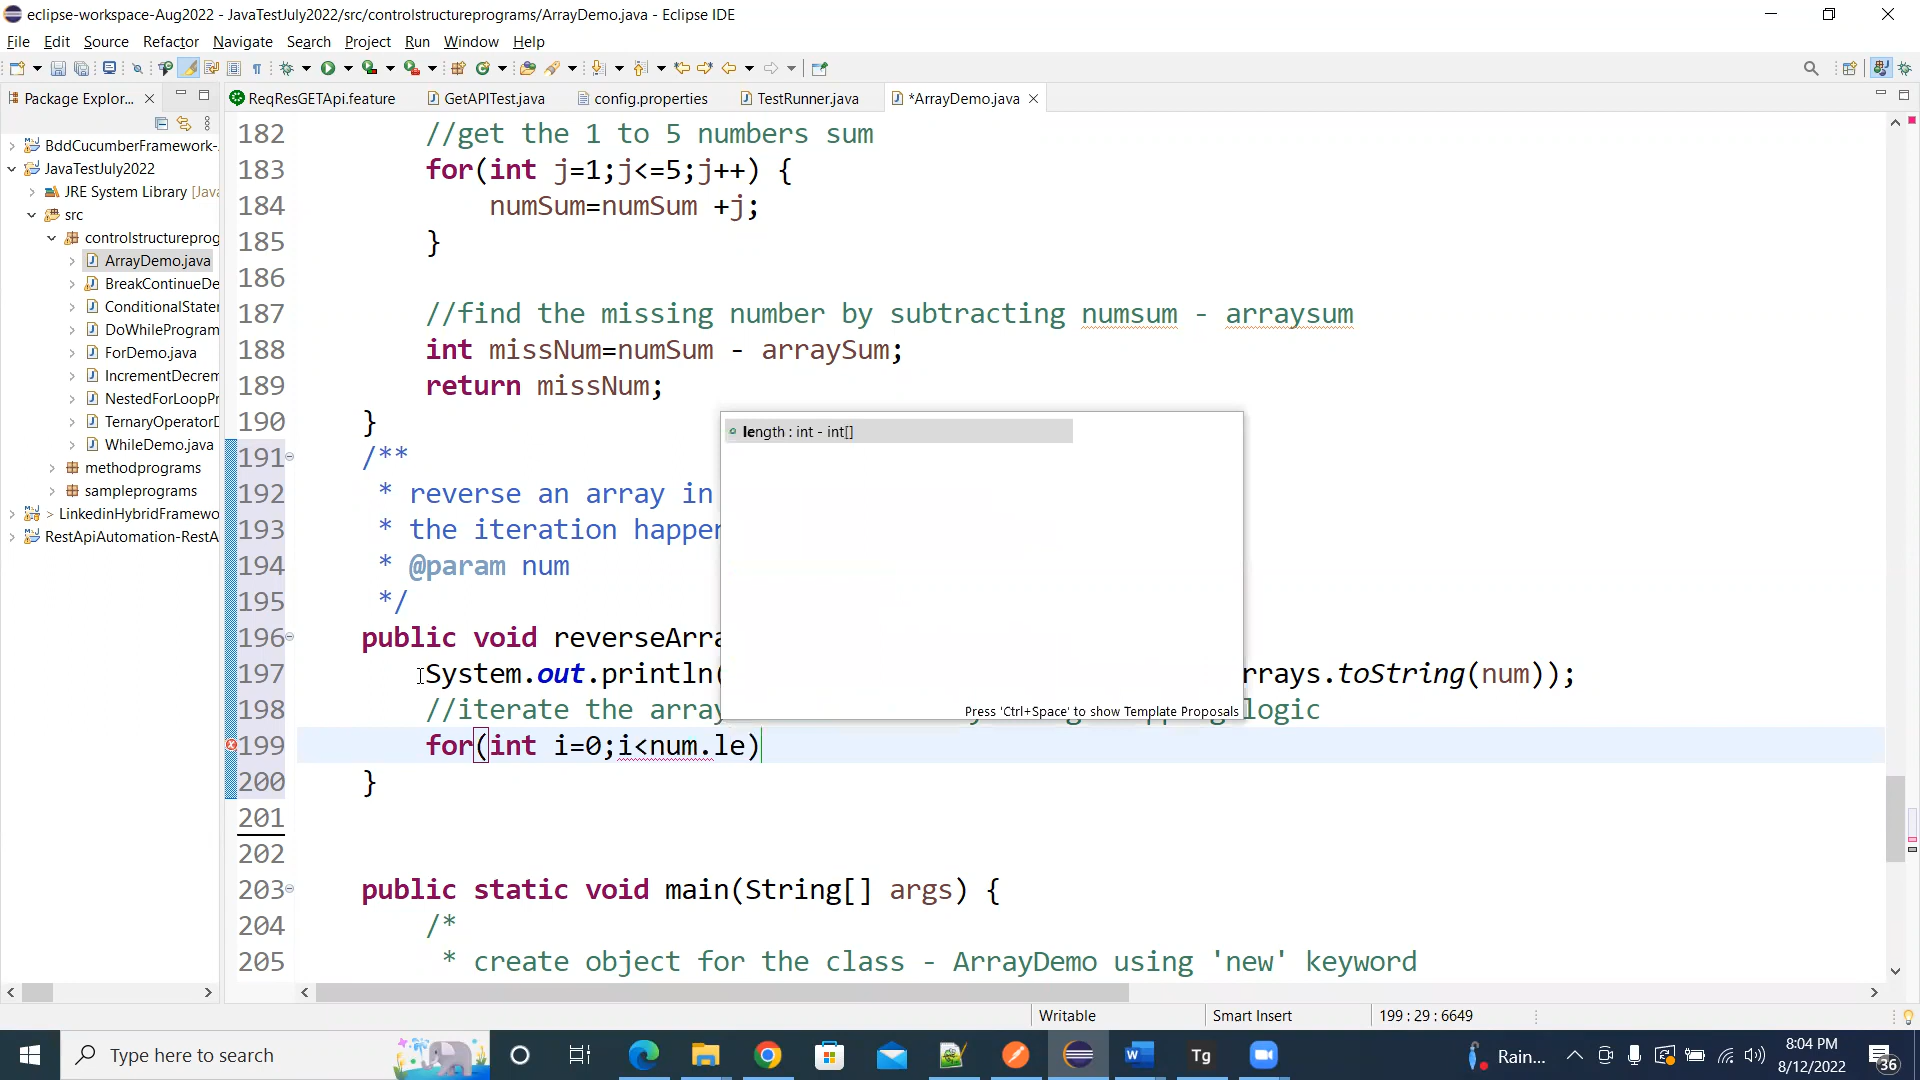 eclipse-workspace-Aug2022 - JavaTestJuly2022/src/controlstructureprograms/ArrayDemo.java - Eclipse IDE
File Edit Source Refactor Navigate Search Project Run Window Help
Package Explor...
ReqResGETApi.feature
GetAPITest.java
config.properties
TestRunner.java
*ArrayDemo.java
BddCucumberFramework-
JavaTestJuly2022
JRE System Library [Java
src
controlstructureprog
ArrayDemo.java
BreakContinueDe
ConditionalStater
DoWhileProgram
ForDemo.java
IncrementDecrem
NestedForLoopPr
TernaryOperatorD
WhileDemo.java
methodprograms
sampleprograms
> LinkedinHybridFramewo
RestApiAutomation-RestA
182 //get the 1 to 5 numbers sum
183 for(int j=1;j<=5;j++) {
184 numSum=numSum +j;
185 }
186
187 //find the missing number by subtracting numsum - arraysum
188 int missNum=numSum - arraySum;
189 return missNum;
190 }
191 /**
192 * reverse an array in
193 * the iteration happen
194 * @param num
195 */
196 public void reverseArra
197 System.out.println( rrays.toString(num));
198 //iterate the array logic
199 for(int i=0;i<num.le)
200 }
201
202
203 public static void main(String[] args) {
204 /*
205 * create object for the class - ArrayDemo using 'new' keyword
length : int - int[]
Press 'Ctrl+Space' to show Template Proposals
Writable
Smart Insert
199 : 29 : 6649
Type here to search
Tg
Rain...
8:04 PM
8/12/2022
36